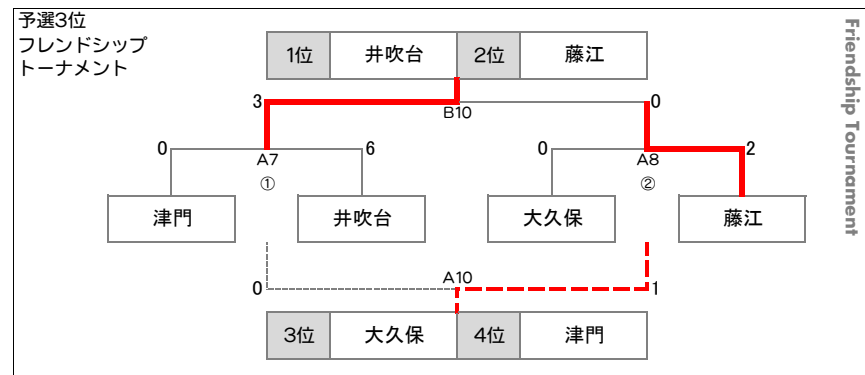 予選3位
フレンドシップ
トーナメント
Friendship Tournament
1位 井吹台 2位 藤江
3 B10 0
0 A7 6 0 A8 2
① ②
津門 井吹台 大久保 藤江
0 A10 1
3位 大久保 4位 津門